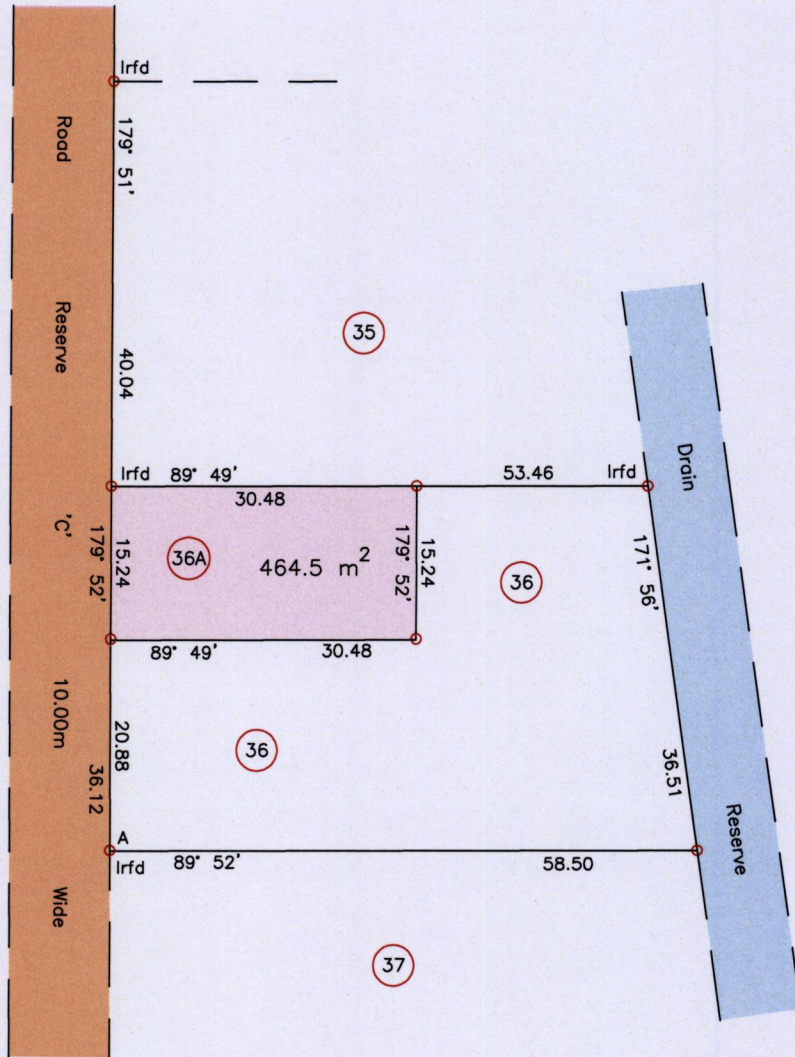 Irfd
179° 51'
Road Reserve 'C' 10.00m Wide
40.04
35
Irfd 89° 49'
30.48
53.46
Irfd
Drain Reserve
36A
464.5 m²
15.24
179° 52'
15.24
179° 52'
36
171° 56'
36.51
89° 49'
30.48
20.88
36.12
36
A
Irfd
89° 52'
58.50
37